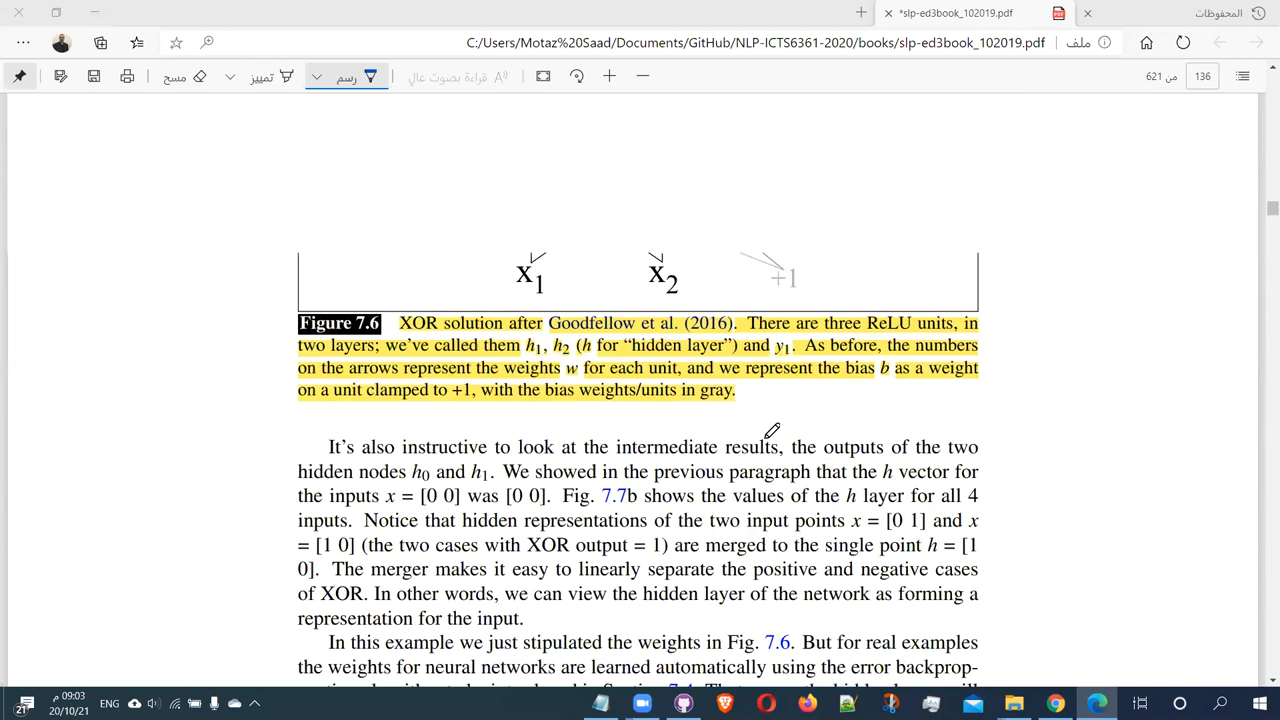 *slp-ed3book_102019.pdf
المحفوظات
C:/Users/Motaz%20Saad/Documents/GitHub/NLP-ICTS6361-2020/books/slp-ed3book_102019.pdf
ملف
مسح
تمييز
رسم
قراءة بصوت عالٍ
136
من 621
x1
x2
+1
Figure 7.6 XOR solution after Goodfellow et al. (2016). There are three ReLU units, in
two layers; we’ve called them h1, h2 (h for “hidden layer”) and y1. As before, the numbers
on the arrows represent the weights w for each unit, and we represent the bias b as a weight
on a unit clamped to +1, with the bias weights/units in gray.
It’s also instructive to look at the intermediate results, the outputs of the two
hidden nodes h0 and h1. We showed in the previous paragraph that the h vector for
the inputs x = [0 0] was [0 0]. Fig. 7.7b shows the values of the h layer for all 4
inputs. Notice that hidden representations of the two input points x = [0 1] and x
= [1 0] (the two cases with XOR output = 1) are merged to the single point h = [1
0]. The merger makes it easy to linearly separate the positive and negative cases
of XOR. In other words, we can view the hidden layer of the network as forming a
representation for the input.
In this example we just stipulated the weights in Fig. 7.6. But for real examples
the weights for neural networks are learned automatically using the error backprop-
09:03 م
ENG
20/10/21